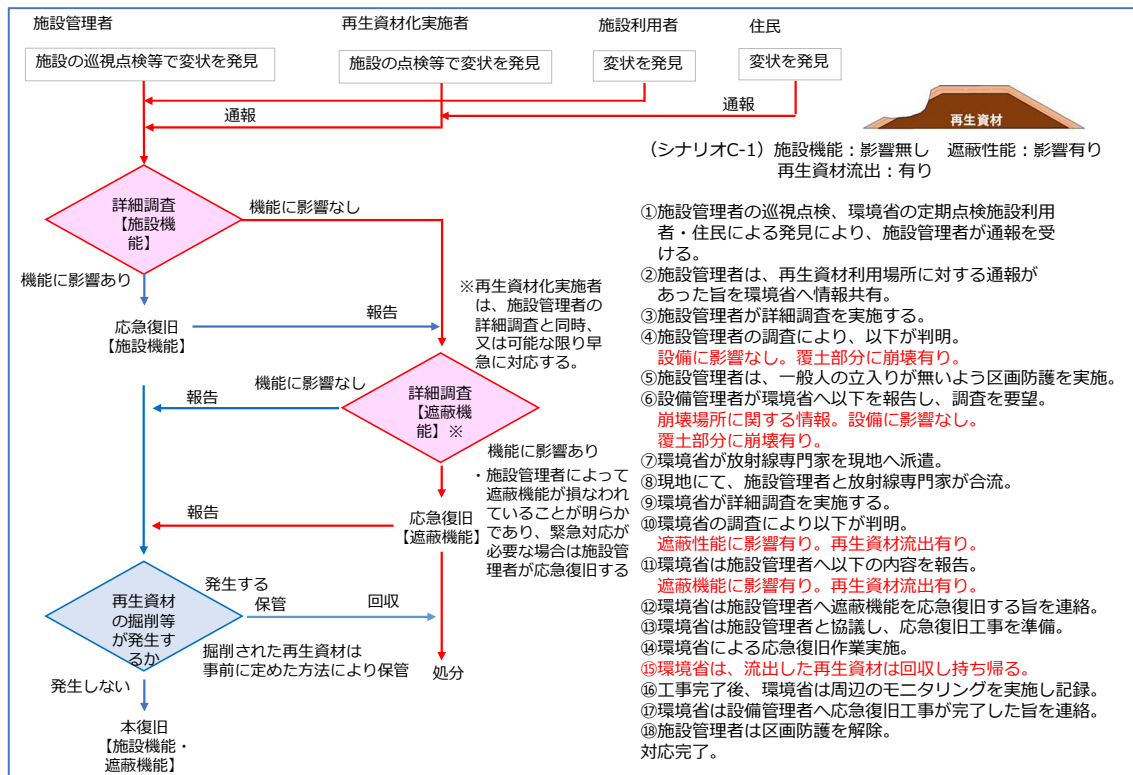 施設管理者
再生資材化実施者
施設利用者
住民
施設の巡視点検等で変状を発見
施設の点検等で変状を発見
変状を発見
変状を発見
通報
通報
再生資材
（シナリオC-1）施設機能：影響無し　遮蔽性能：影響有り
再生資材流出：有り
詳細調査
【施設機
能】
機能に影響なし
機能に影響あり
応急復旧
【施設機能】
報告
※再生資材化実施者
は、施設管理者の
詳細調査と同時、
又は可能な限り早
急に対応する。
機能に影響なし
報告
詳細調査
【遮蔽機
能】※
機能に影響あり
・施設管理者によって
遮蔽機能が損なわれ
ていることが明らか
であり、緊急対応が
必要な場合は施設管
理者が応急復旧する
報告
応急復旧
【遮蔽機能】
再生資材
の掘削等
が発生す
るか
発生する
保管
回収
掘削された再生資材は
事前に定めた方法により保管
処分
発生しない
本復旧
【施設機能・
遮蔽機能】
①施設管理者の巡視点検、環境省の定期点検施設利用
者・住民による発見により、施設管理者が通報を受
ける。
②施設管理者は、再生資材利用場所に対する通報が
あった旨を環境省へ情報共有。
③施設管理者が詳細調査を実施する。
④施設管理者の調査により、以下が判明。
設備に影響なし。覆土部分に崩壊有り。
⑤施設管理者は、一般人の立入りが無いよう区画防護を実施。
⑥設備管理者が環境省へ以下を報告し、調査を要望。
崩壊場所に関する情報。設備に影響なし。
覆土部分に崩壊有り。
⑦環境省が放射線専門家を現地へ派遣。
⑧現地にて、施設管理者と放射線専門家が合流。
⑨環境省が詳細調査を実施する。
⑩環境省の調査により以下が判明。
遮蔽性能に影響有り。再生資材流出有り。
⑪環境省は施設管理者へ以下の内容を報告。
遮蔽機能に影響有り。再生資材流出有り。
⑫環境省は施設管理者へ遮蔽機能を応急復旧する旨を連絡。
⑬環境省は施設管理者と協議し、応急復旧工事を準備。
⑭環境省による応急復旧作業実施。
⑮環境省は、流出した再生資材は回収し持ち帰る。
⑯工事完了後、環境省は周辺のモニタリングを実施し記録。
⑰環境省は設備管理者へ応急復旧工事が完了した旨を連絡。
⑱施設管理者は区画防護を解除。
対応完了。